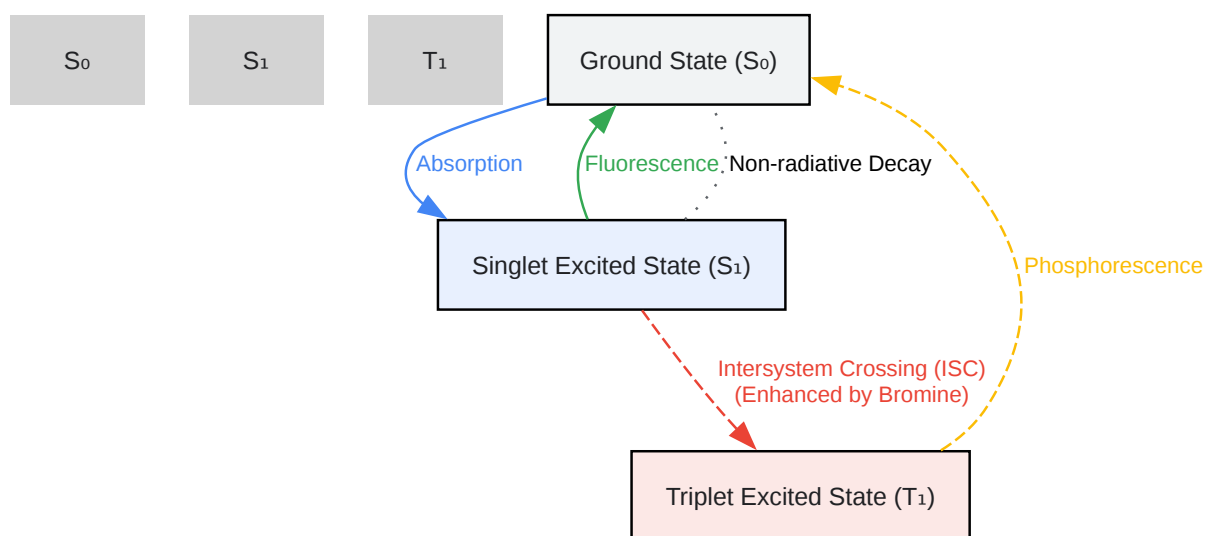 S₀
S₁
T₁
Ground State (S₀)
Absorption
Fluorescence
Non-radiative Decay
Singlet Excited State (S₁)
Phosphorescence
Intersystem Crossing (ISC)
(Enhanced by Bromine)
Triplet Excited State (T₁)